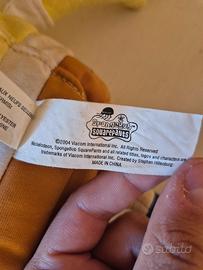 SpongeBob
SquarePants
©2004 Viacom International Inc. All Rights Reserved.
Nickelodeon, SpongeBob SquarePants and all related titles, logos and characters are
trademarks of Viacom International Inc. Created by Stephen Hillenburg.
MADE IN CHINA
subito